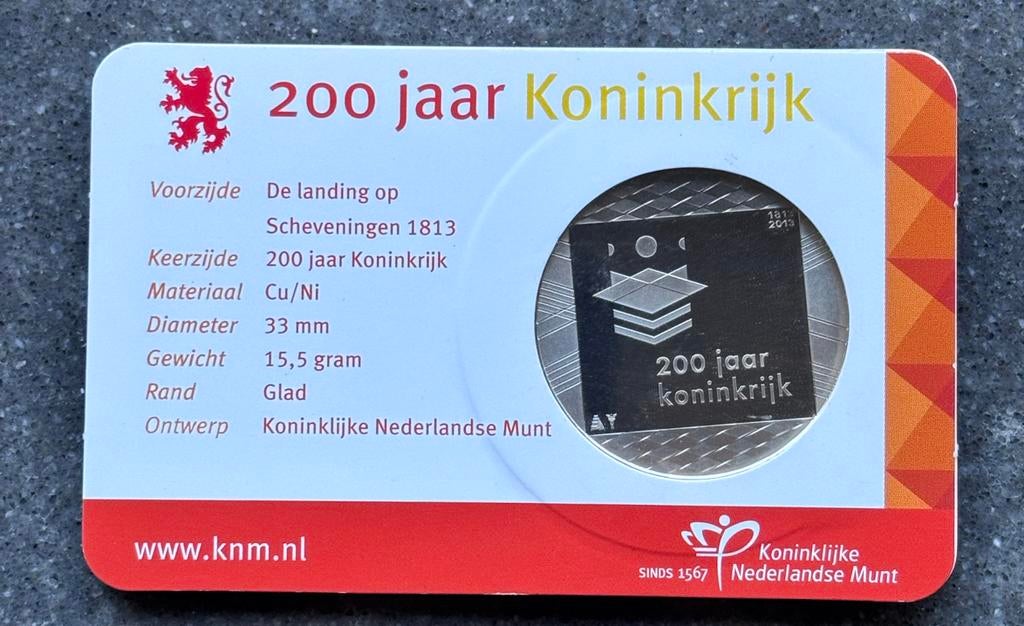 200 jaar Koninkrijk
Voorzijde De landing op
Scheveningen 1813
Keerzijde 200 jaar Koninkrijk
Materiaal Cu/Ni
Diameter 33 mm
Gewicht 15,5 gram
Rand Glad
Ontwerp Koninklijke Nederlandse Munt
1813
2013
200 jaar
koninkrijk
www.knm.nl
SINDS 1567
Koninklijke
Nederlandse Munt